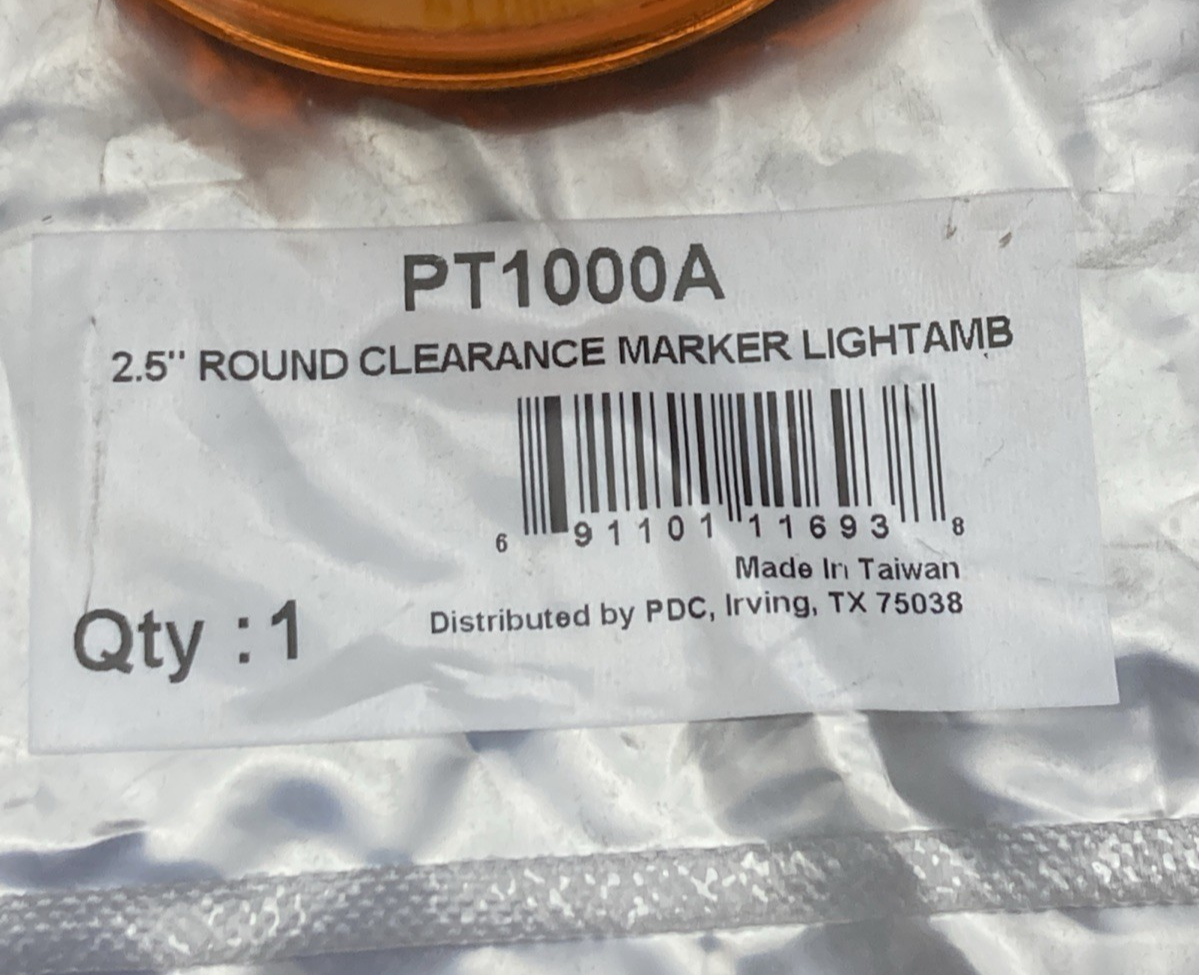 PT1000A
2.5" ROUND CLEARANCE MARKER LIGHTAMB
6 91101 11693 8
Made In Taiwan
Distributed by PDC, Irving, TX 75038
Qty : 1